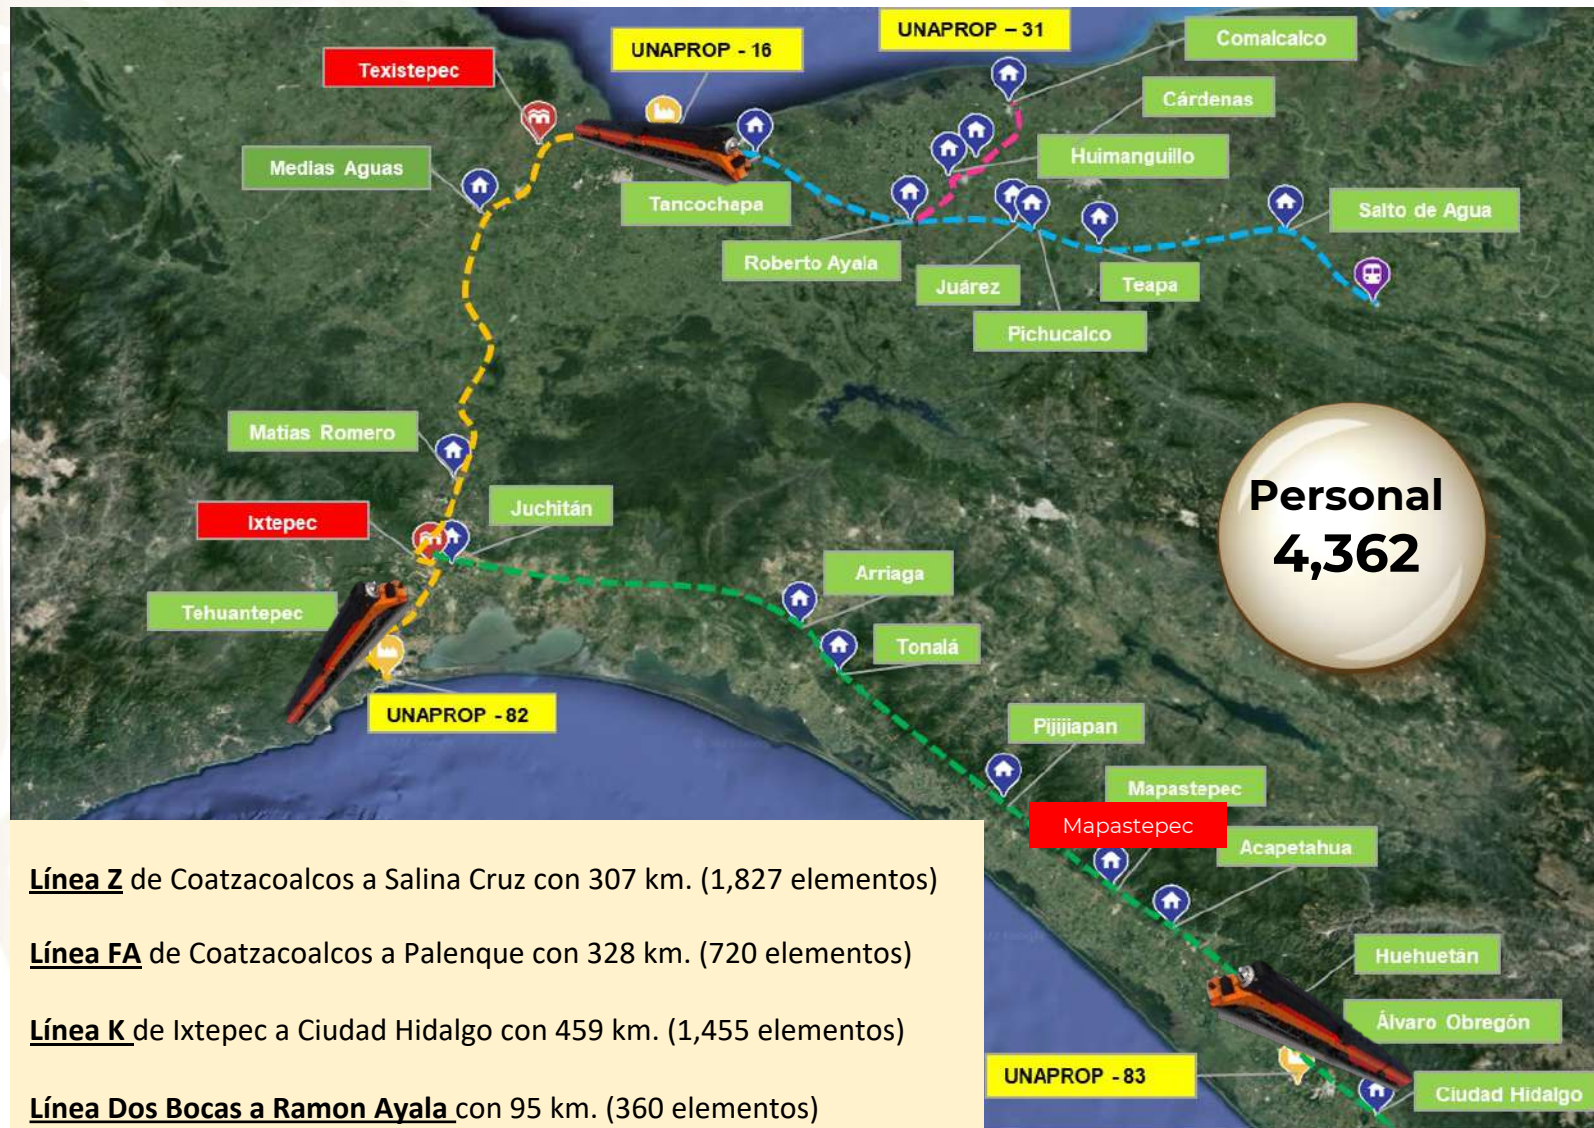 UNAPROP - 16
UNAPROP – 31
Comalcalco
Texistepec
Cárdenas
Medias Aguas
Huimanguillo
Tancochapa
Salto de Agua
Roberto Ayala
Juárez
Teapa
Pichucalco
Matías Romero
Ixtepec
Juchitán
Personal
4,362
Arriaga
Tehuantepec
Tonalá
UNAPROP - 82
Pijijiapan
Mapastepec
Mapastepec
Acapetahua
Huehuetán
Álvaro Obregón
UNAPROP - 83
Ciudad Hidalgo
Línea Z de Coatzacoalcos a Salina Cruz con 307 km. (1,827 elementos)
Línea FA de Coatzacoalcos a Palenque con 328 km. (720 elementos)
Línea K de Ixtepec a Ciudad Hidalgo con 459 km. (1,455 elementos)
Línea Dos Bocas a Ramon Ayala con 95 km. (360 elementos)